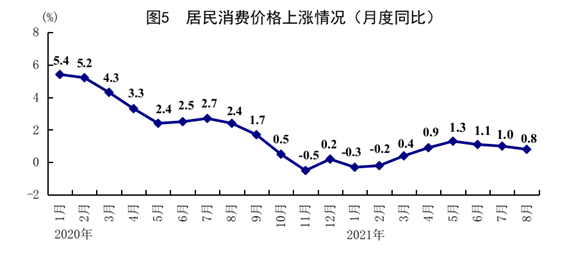 图5 居民消费价格上涨情况（月度同比）
(%)
8
6
4
2
0
-2
5.4
5.2
4.3
3.3
2.4
2.5
2.7
2.4
1.7
0.5
-0.5
0.2
-0.3
-0.2
0.4
0.9
1.3
1.1
1.0
0.8
1月
2月
3月
4月
5月
6月
7月
8月
9月
10月
11月
12月
1月
2月
3月
4月
5月
6月
7月
8月
2020年
2021年